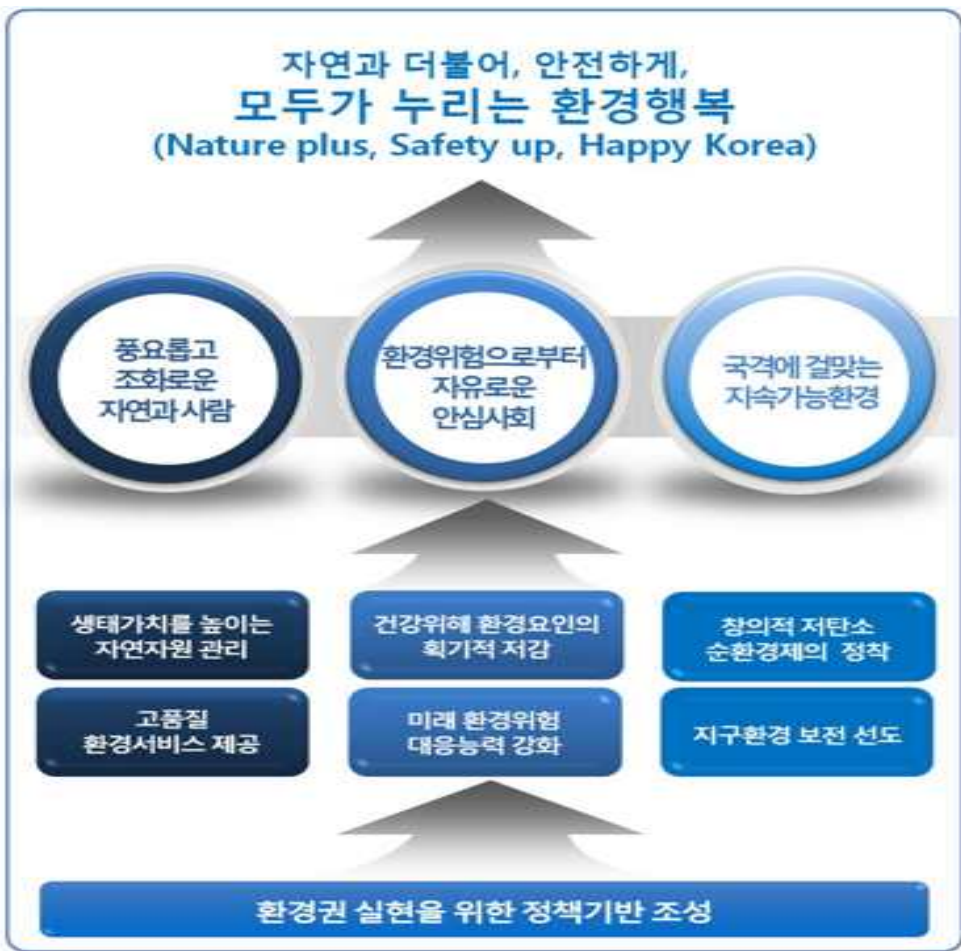 자연과 더불어, 안전하게,
모두가 누리는 환경행복
(Nature plus, Safety up, Happy Korea)
풍요롭고
조화로운
자연과 사람
환경위험으로부터
자유로운
안심사회
국격에 걸맞는
지속가능환경
생태가치를 높이는
자연자원 관리
건강위해 환경요인의
획기적 저감
창의적 저탄소
순환경제의 정착
고품질
환경서비스 제공
미래 환경위험
대응능력 강화
지구환경 보전 선도
환경권 실현을 위한 정책기반 조성